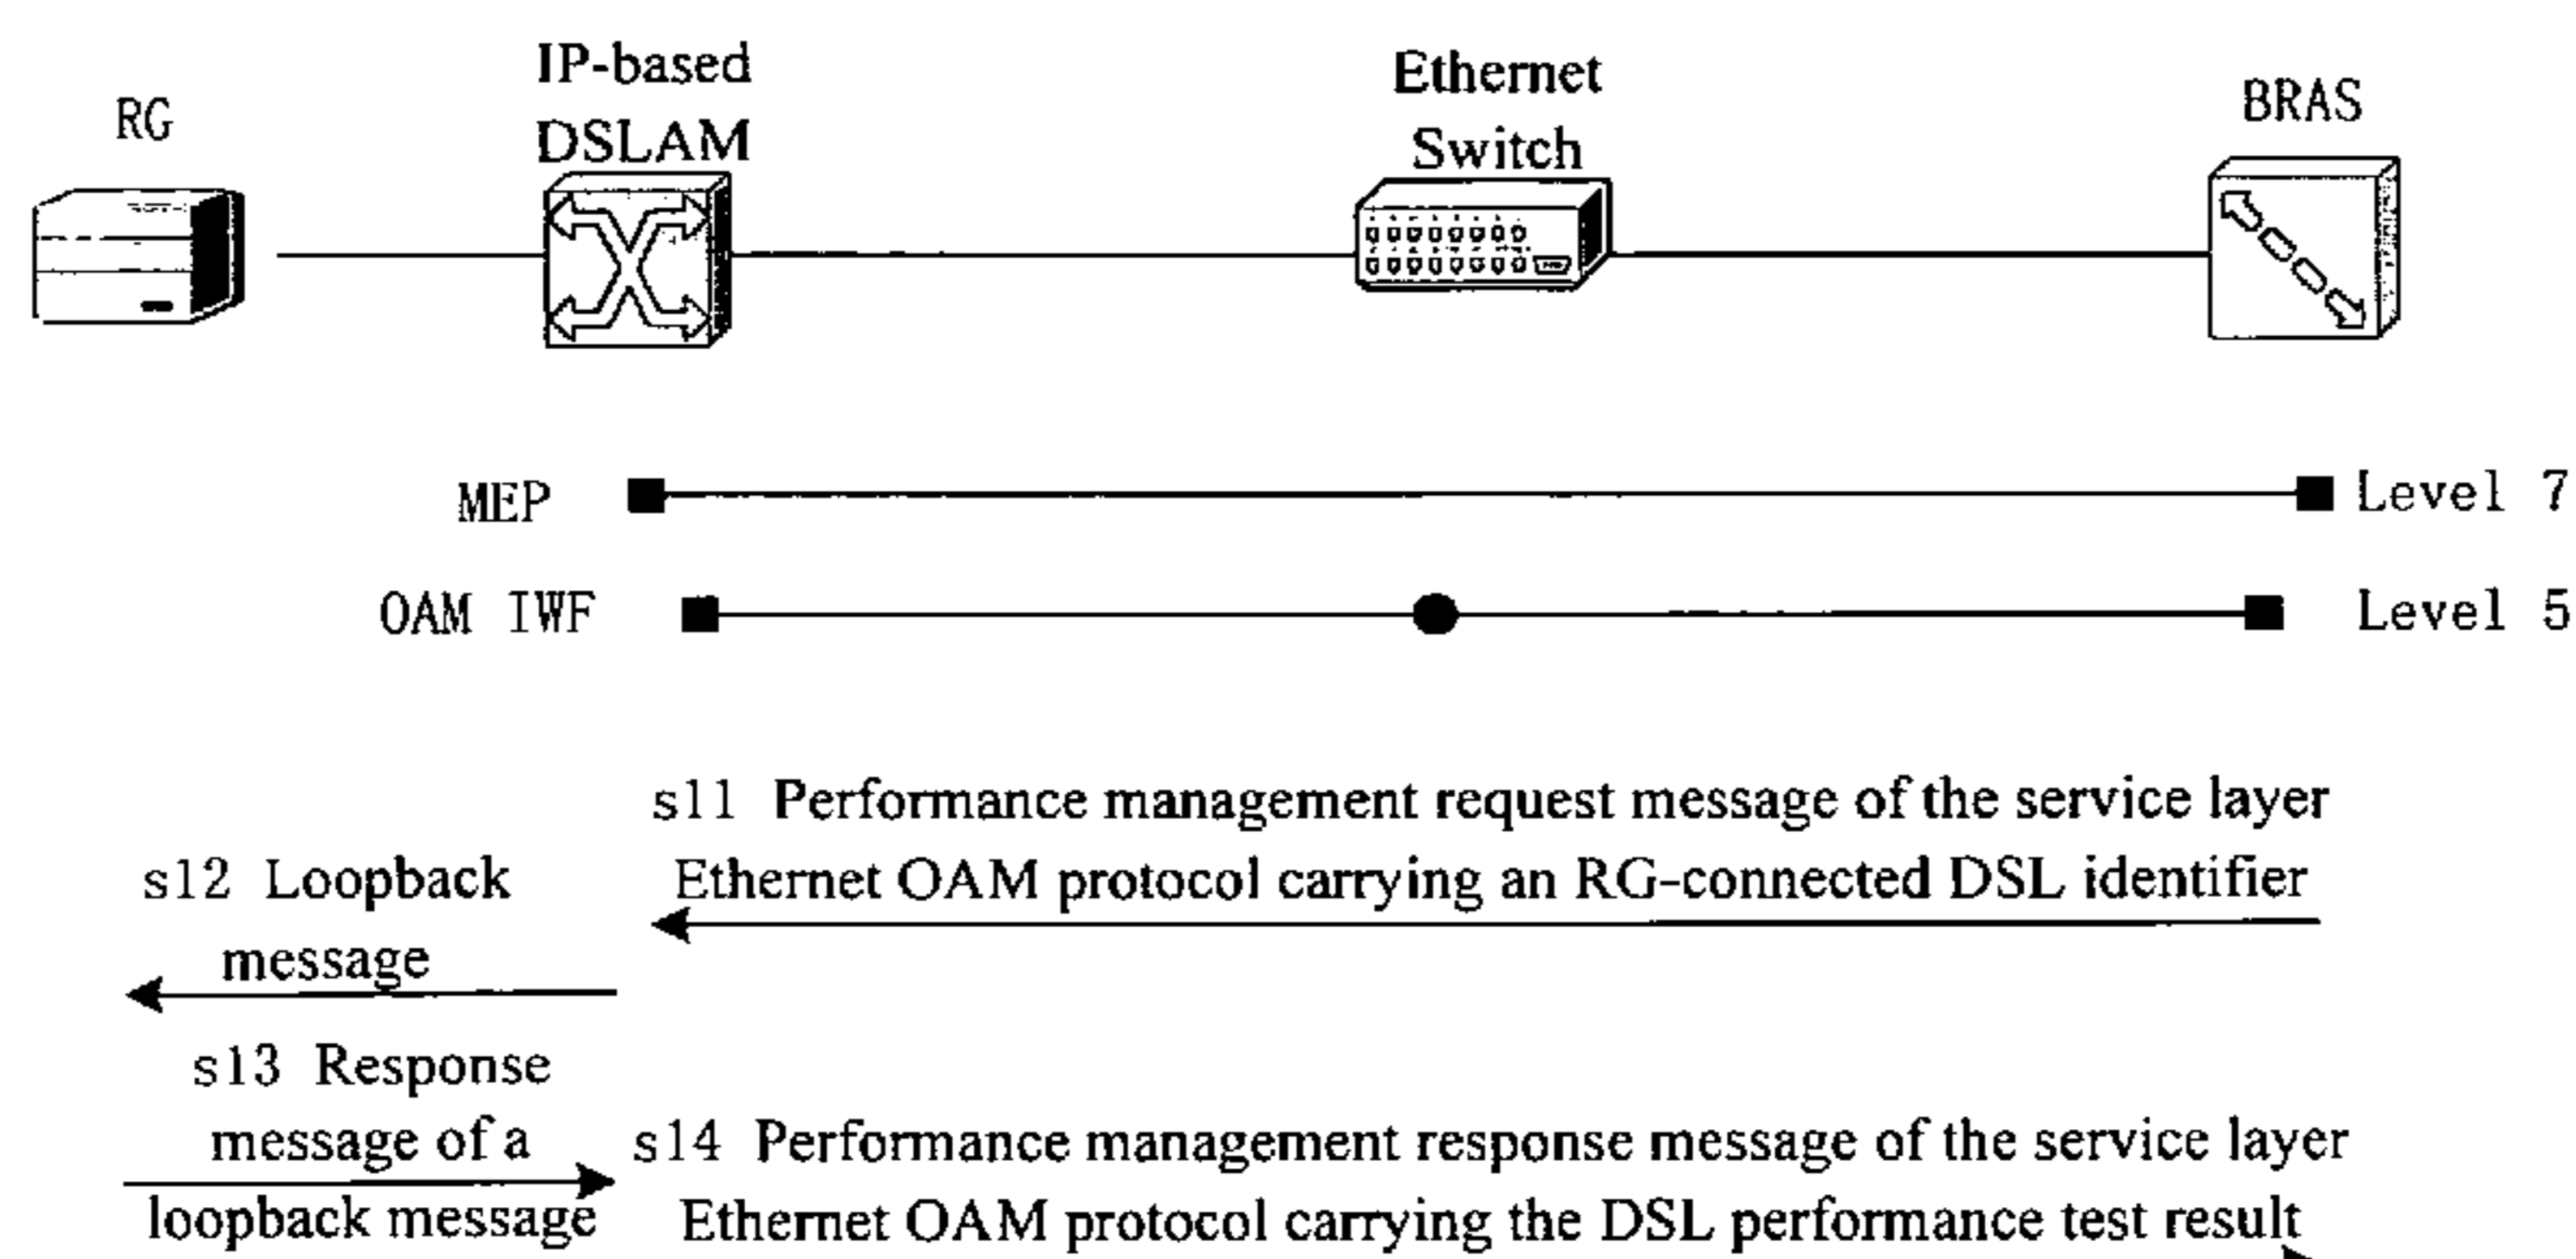 RG
IP-based
DSLAM
Ethernet
Switch
BRAS
MEP
Level 7
OAM IWF
Level 5
s11 Performance management request message of the service layer
Ethernet OAM protocol carrying an RG-connected DSL identifier
s12 Loopback
message
s13 Response
message of a
loopback message
s14 Performance management response message of the service layer
Ethernet OAM protocol carrying the DSL performance test result